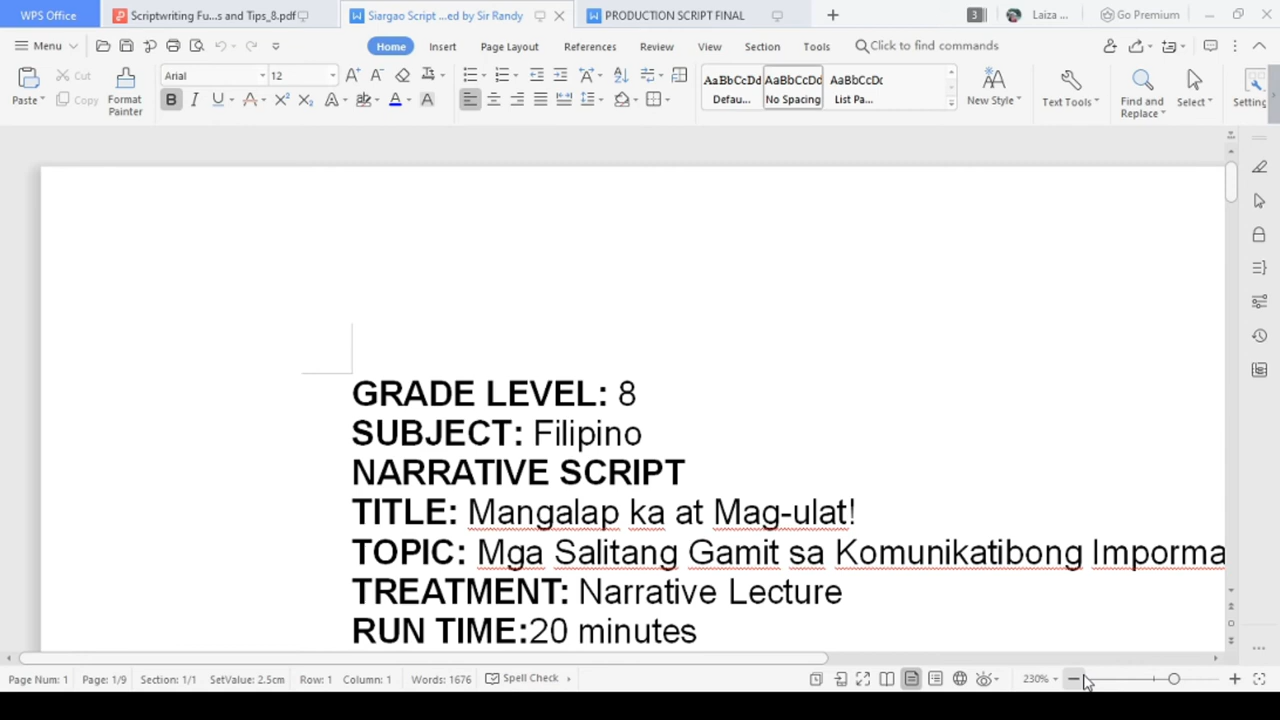 WPS Office
Scriptwriting Fu...s and Tips_8.pdf
Siargao Script ...ed by Sir Randy
PRODUCTION SCRIPT FINAL
3
Laiza ...
Go Premium
Menu
Home
Insert
Page Layout
References
Review
View
Section
Tools
Click to find commands
Paste
Cut
Copy
Format
Painter
Arial
12
AaBbCcDd
Defau...
AaBbCcDd
No Spacing
AaBbCcDc
List Pa...
New Style
Text Tools
Find and
Replace
Select
Setting
GRADE LEVEL: 8
SUBJECT: Filipino
NARRATIVE SCRIPT
TITLE: Mangalap ka at Mag-ulat!
TOPIC: Mga Salitang Gamit sa Komunikatibong Imporma
TREATMENT: Narrative Lecture
RUN TIME:20 minutes
Page Num: 1
Page: 1/9
Section: 1/1
SetValue: 2.5cm
Row: 1
Column: 1
Words: 1676
Spell Check
230%